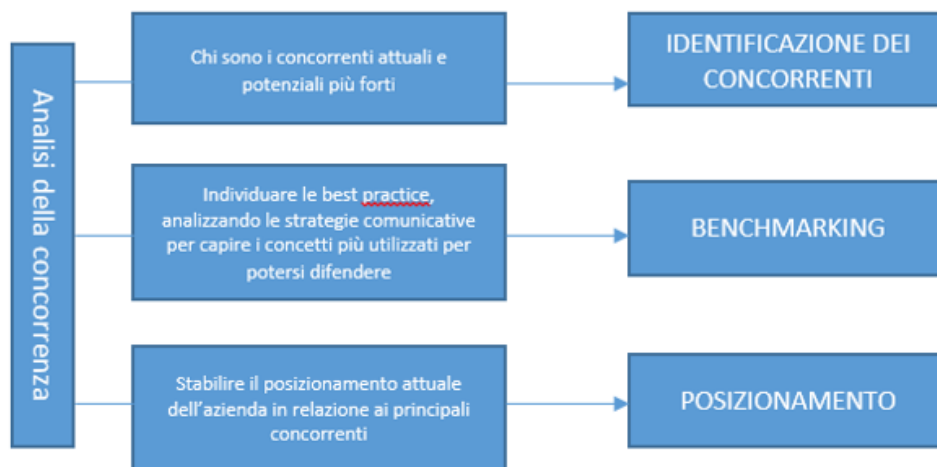 Analisi della concorrenza
Chi sono i concorrenti attuali e
potenziali più forti
IDENTIFICAZIONE DEI
CONCORRENTI
Individuare le best practice,
analizzando le strategie comunicative
per capire i concetti più utilizzati per
potersi difendere
BENCHMARKING
Stabilire il posizionamento attuale
dell'azienda in relazione ai principali
concorrenti
POSIZIONAMENTO